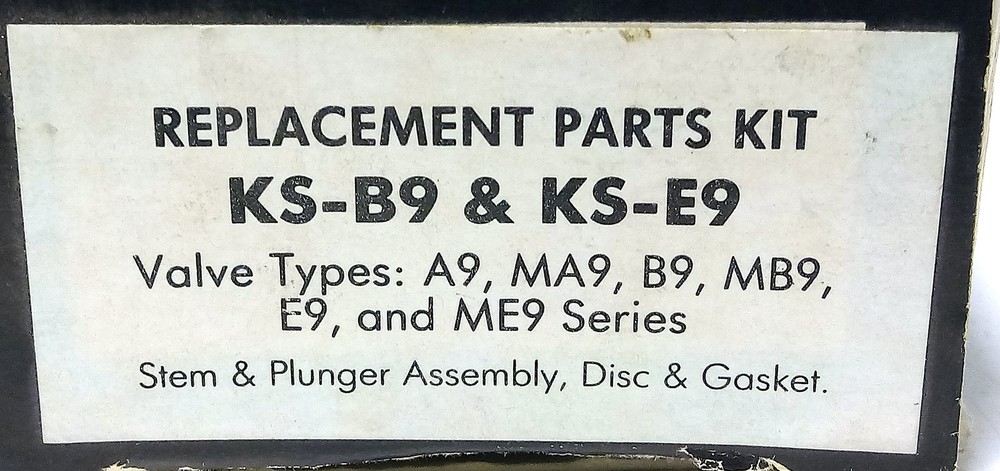 REPLACEMENT PARTS KIT
KS-B9 & KS-E9
Valve Types: A9, MA9, B9, MB9,
E9, and ME9 Series
Stem & Plunger Assembly, Disc & Gasket.